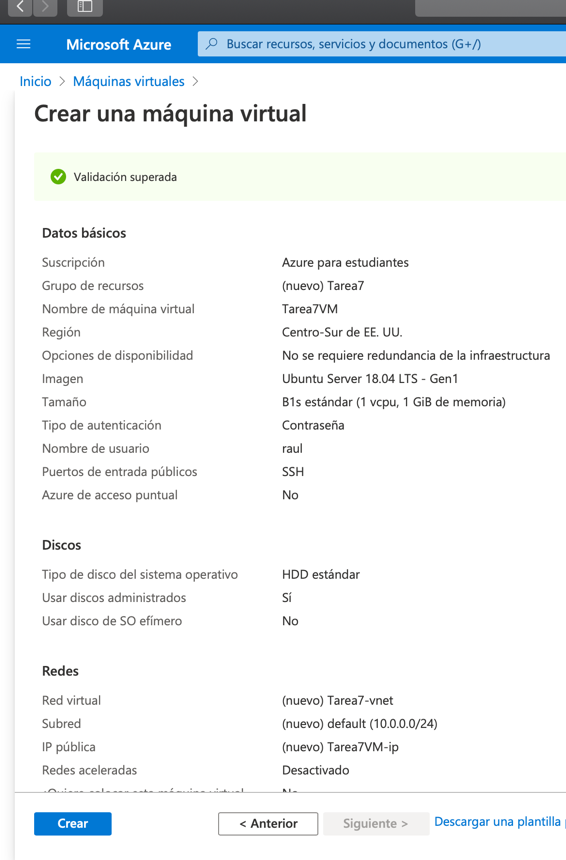 Microsoft Azure
Buscar recursos, servicios y documentos (G+/)
Inicio > Máquinas virtuales >
Crear una máquina virtual
Validación superada
Datos básicos
Suscripción Azure para estudiantes
Grupo de recursos (nuevo) Tarea7
Nombre de máquina virtual Tarea7VM
Región Centro-Sur de EE. UU.
Opciones de disponibilidad No se requiere redundancia de la infraestructura
Imagen Ubuntu Server 18.04 LTS - Gen1
Tamaño B1s estándar (1 vcpu, 1 GiB de memoria)
Tipo de autenticación Contraseña
Nombre de usuario raul
Puertos de entrada públicos SSH
Azure de acceso puntual No
Discos
Tipo de disco del sistema operativo HDD estándar
Usar discos administrados Sí
Usar disco de SO efímero No
Redes
Red virtual (nuevo) Tarea7-vnet
Subred (nuevo) default (10.0.0.0/24)
IP pública (nuevo) Tarea7VM-ip
Redes aceleradas Desactivado
¿Quiere colocar esta máquina virtual No
Crear < Anterior Siguiente > Descargar una plantilla